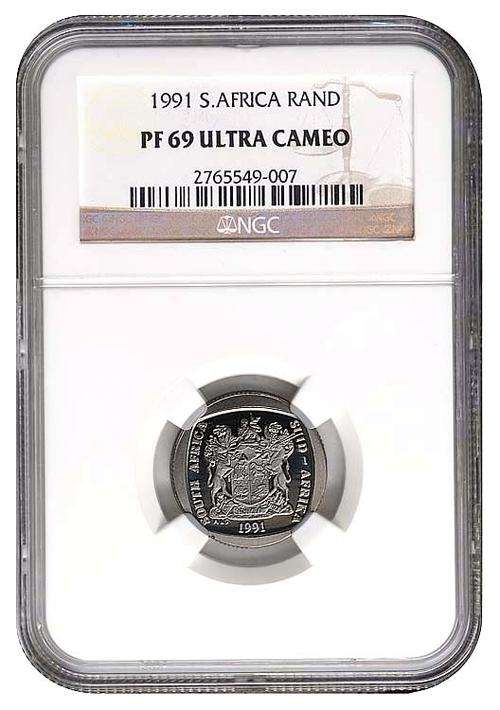 1991 S.AFRICA RAND
PF 69 ULTRA CAMEO
2765549-007
NGC
SOUTH AFRICA
SUID-AFRIKA
1991